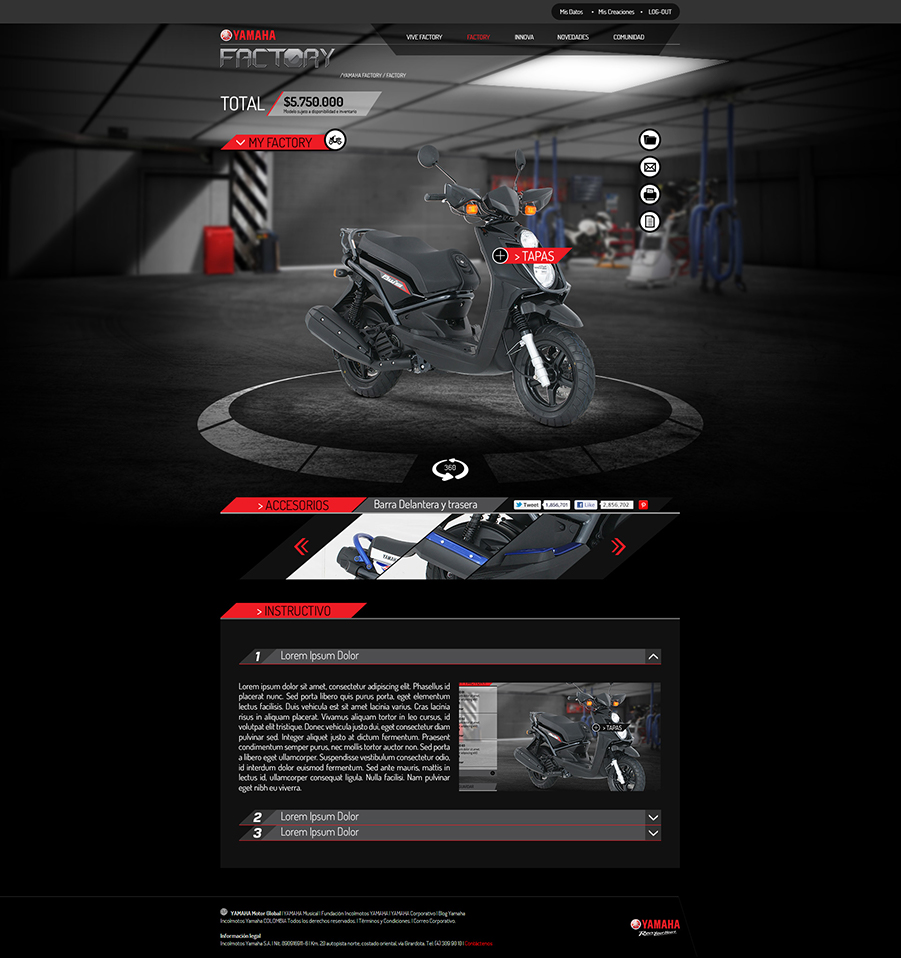 Mis Datos • Mis Creaciones • LOG-OUT
YAMAHA
FACTORY
VIVE FACTORY FACTORY INNOVA NOVEDADES COMUNIDAD
/YAMAHA FACTORY / FACTORY
TOTAL $5.750.000
Modelo sujeto a disponibilidad e inventario
MY FACTORY
> TAPAS
360
> ACCESORIOS Barra Delantera y trasera Tweet 1,856,701 Like 2,856,702
YAMAHA
> INSTRUCTIVO
1 Lorem Ipsum Dolor
Lorem ipsum dolor sit amet, consectetur adipiscing elit. Phasellus id
placerat nunc. Sed porta libero quis purus porta, eget elementum
lectus facilisis. Duis vehicula est sit amet lacinia varius. Cras lacinia
risus in aliquam placerat. Vivamus aliquam tortor in leo cursus, id
volutpat elit tristique. Donec vehicula justo dui, eget consectetur diam
pulvinar sed. Integer aliquet justo at dictum fermentum. Praesent
condimentum semper purus, nec mollis tortor auctor non. Sed porta
a libero eget ullamcorper. Suspendisse vestibulum consectetur odio,
id interdum dolor euismod fermentum. Sed ante mauris, mattis in
lectus id, ullamcorper consequat ligula. Nulla facilisi. Nam pulvinar
eget nibh eu viverra.
> TAPAS
2 Lorem Ipsum Dolor
3 Lorem Ipsum Dolor
YAMAHA Motor Global | YAMAHA Musical | Fundación Incolmotos YAMAHA | YAMAHA Corporativo | Blog Yamaha
Incolmotos Yamaha COLOMBIA Todos los derechos reservados. | Términos y Condiciones. | Correo Corporativo.
Información legal
Incolmotos Yamaha S.A. | Nit. 890916911-6 | Km. 20 autopista norte, costado oriental, vía Girardota. Tel: (4) 389 90 10 | Contáctenos
YAMAHA